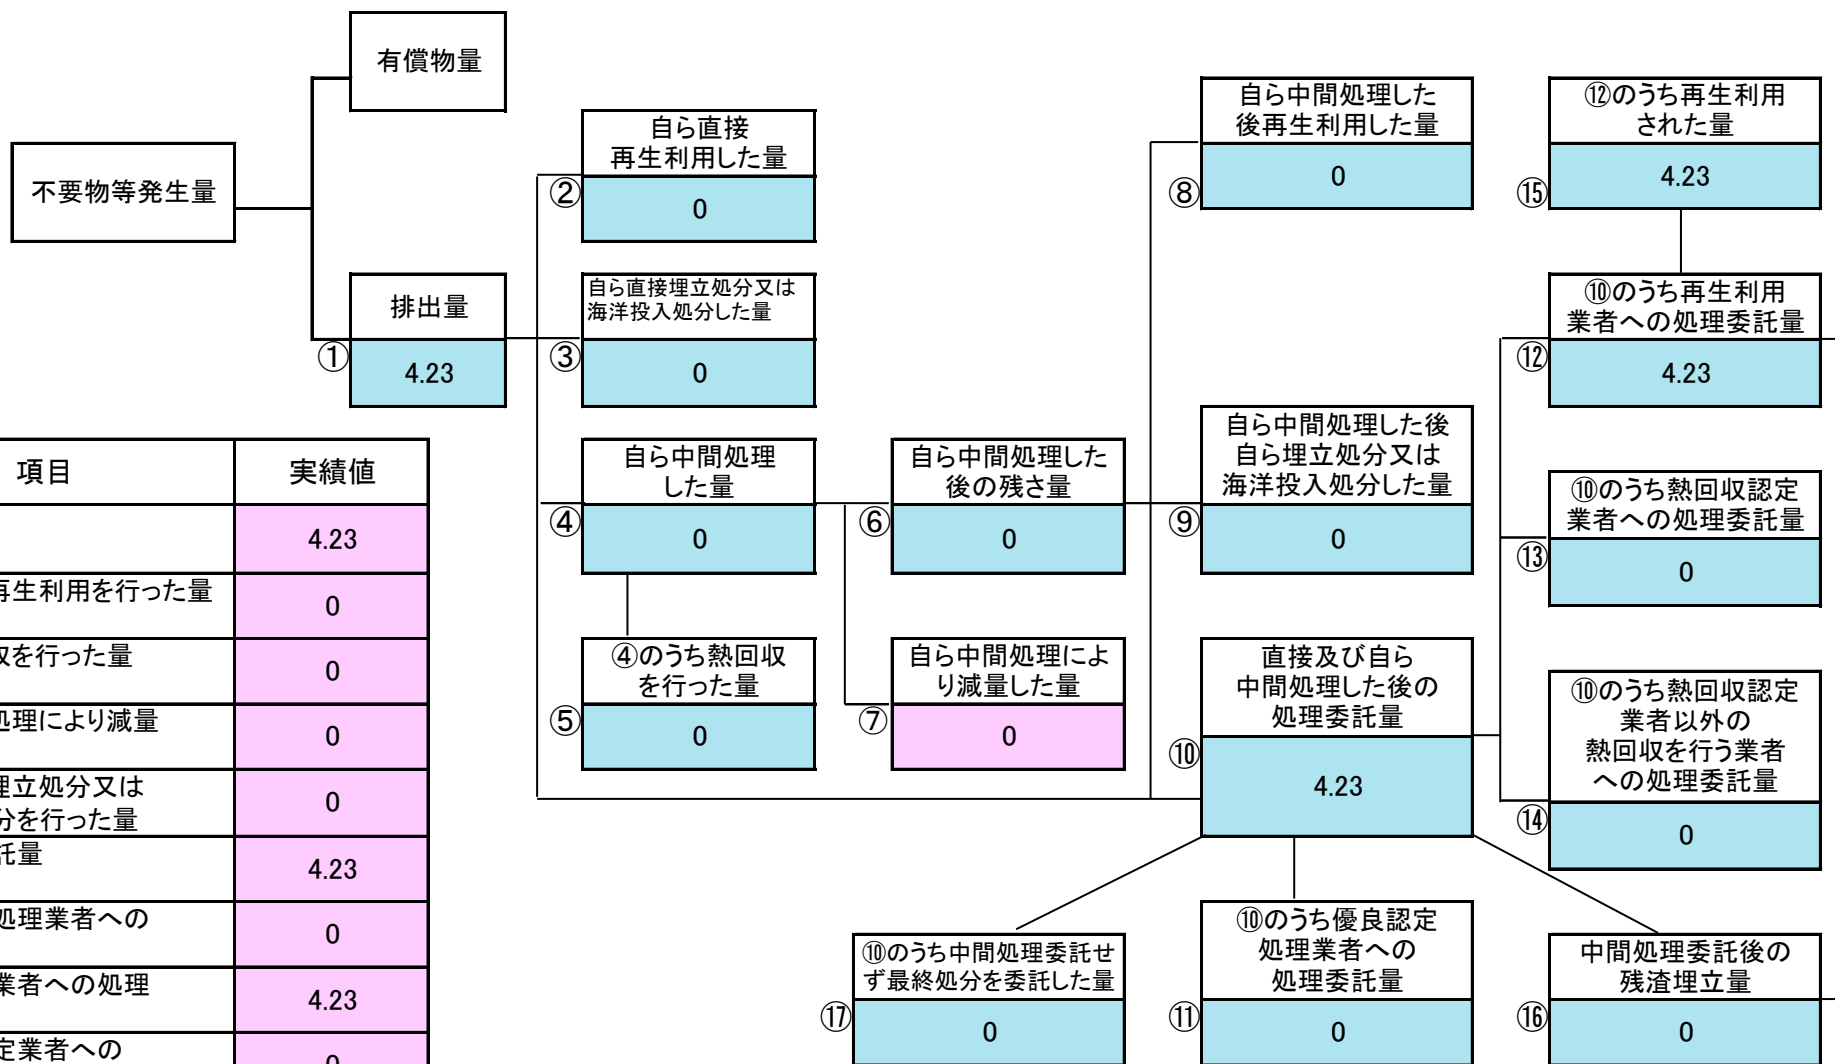 有償物量
不要物等発生量
排出量
①
4.23
自ら直接
再生利用した量
②
0
自ら直接埋立処分又は
海洋投入処分した量
③
0
自ら中間処理
した量
④
0
④のうち熱回収
を行った量
⑤
0
自ら中間処理した
後の残さ量
⑥
0
自ら中間処理によ
り減量した量
⑦
0
自ら中間処理した
後再生利用した量
⑧
0
自ら中間処理した後
自ら埋立処分又は
海洋投入処分した量
⑨
0
直接及び自ら
中間処理した後の
処理委託量
⑩
4.23
⑫のうち再生利用
された量
⑮
4.23
⑩のうち再生利用
業者への処理委託量
⑫
4.23
⑩のうち熱回収認定
業者への処理委託量
⑬
0
⑩のうち熱回収認定
業者以外の
熱回収を行う業者
への処理委託量
⑭
0
⑩のうち中間処理委託せ
ず最終処分を委託した量
⑰
0
⑩のうち優良認定
処理業者への
処理委託量
⑪
0
中間処理委託後の
残渣埋立量
⑯
0
項目
実績値
4.23
再生利用を行った量
0
収を行った量
0
処理により減量
0
埋立処分又は
分を行った量
0
託量
4.23
処理業者への
0
業者への処理
4.23
定業者への
0